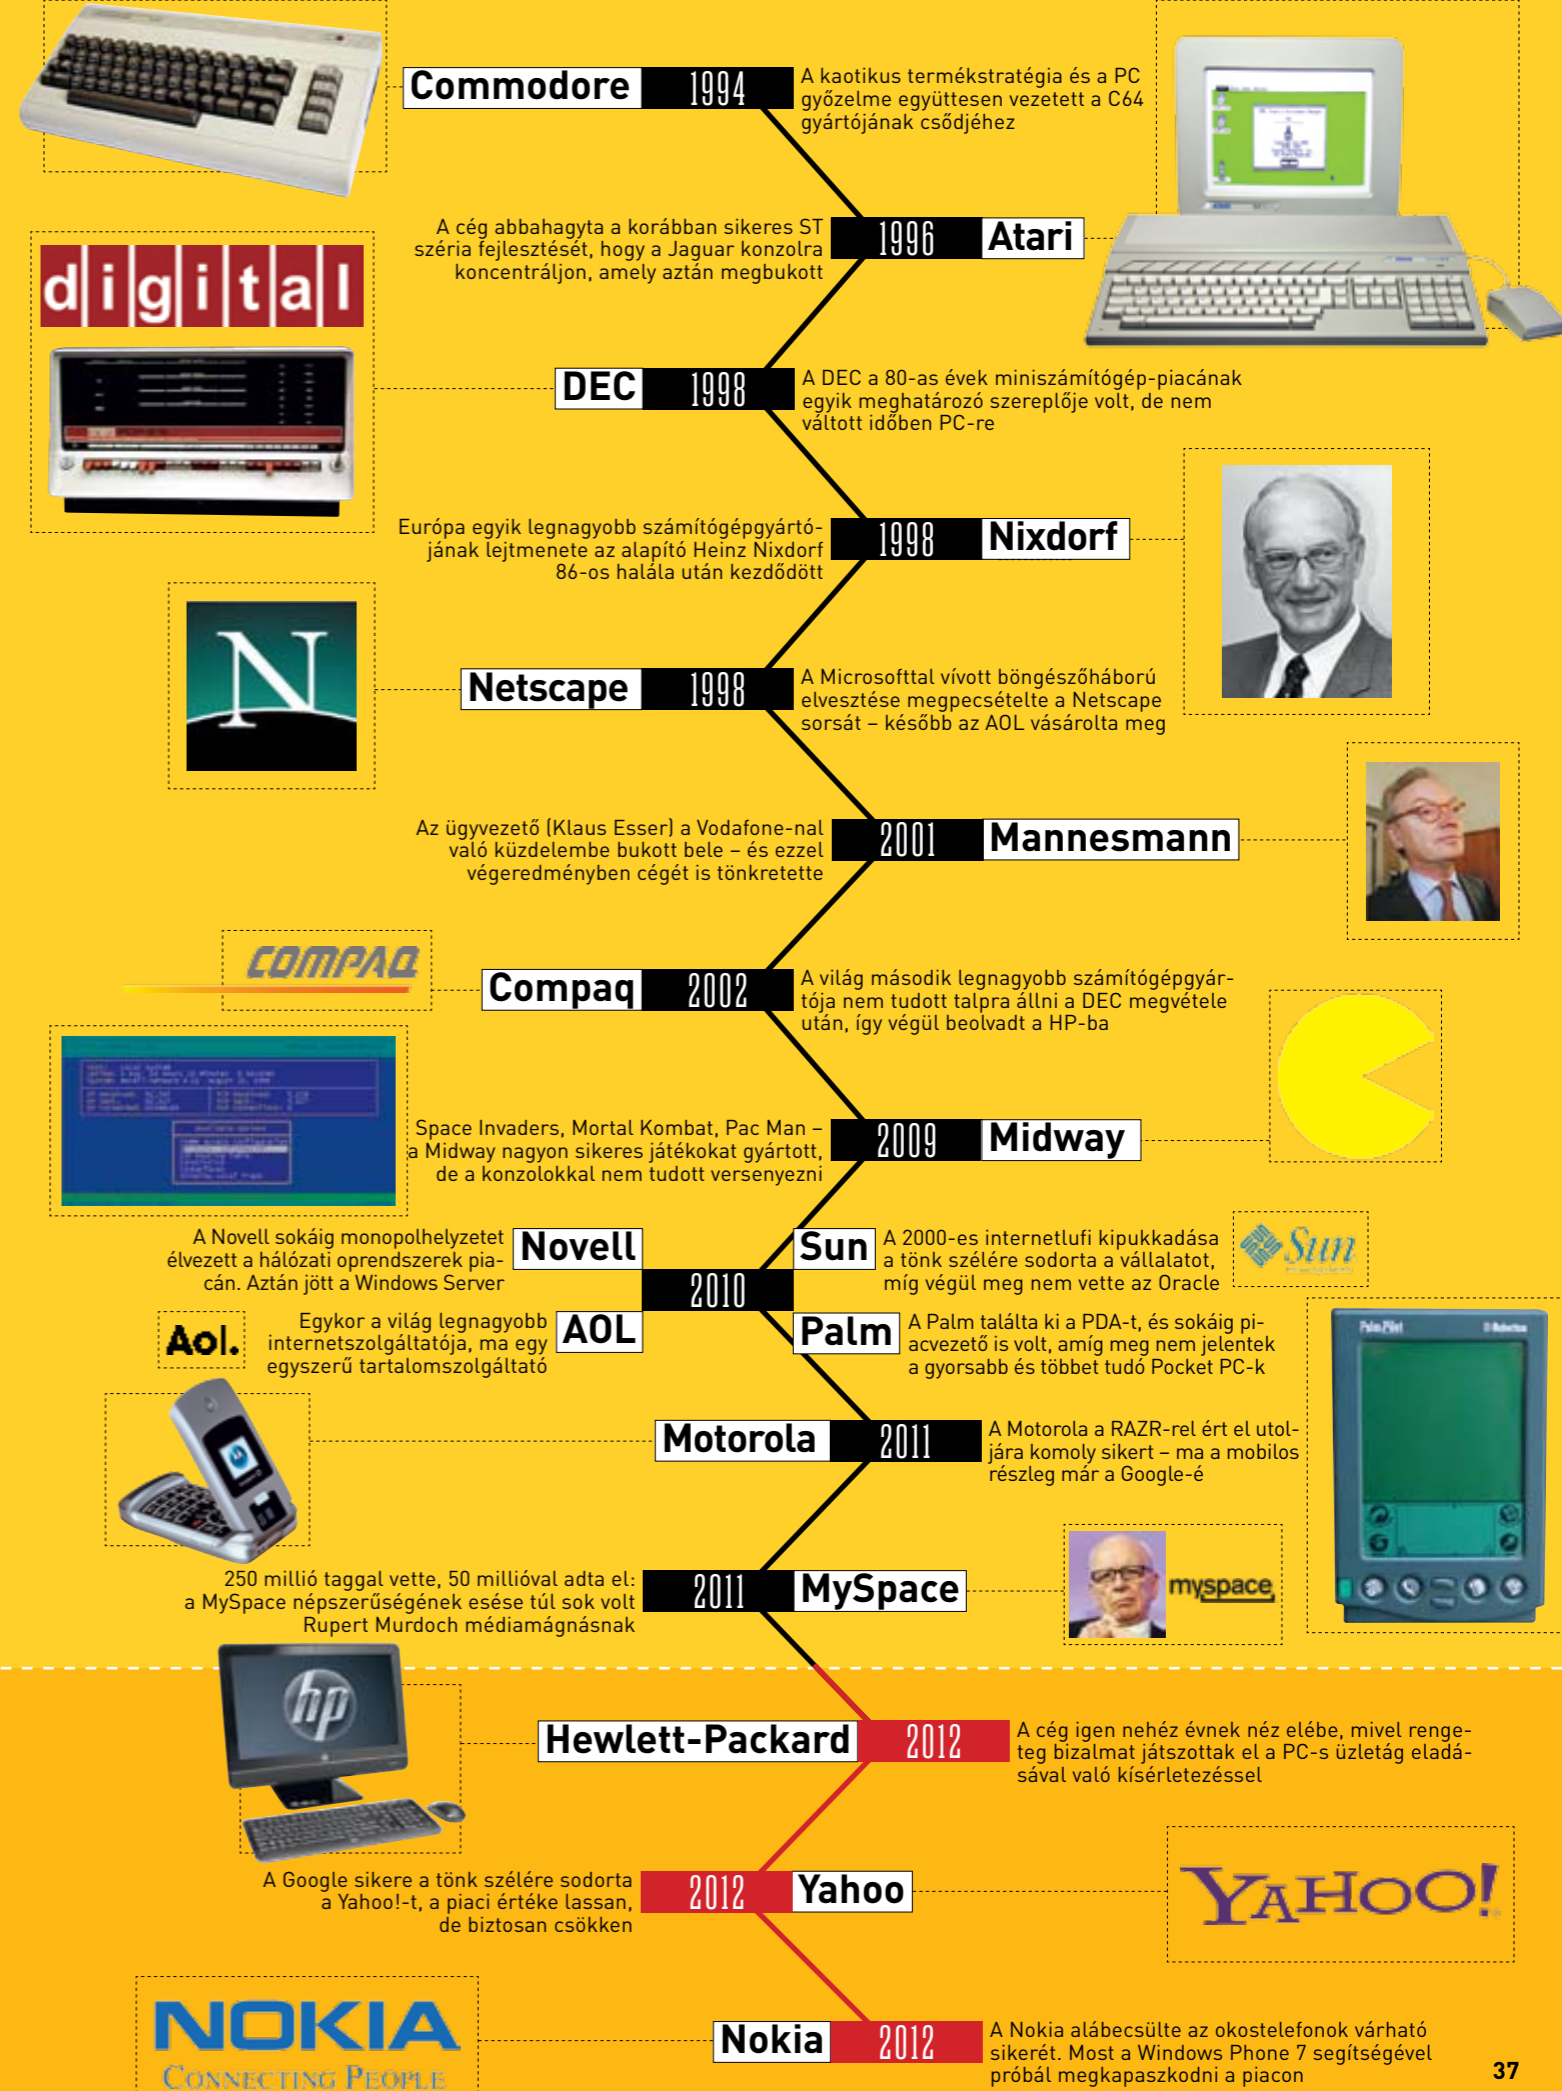 Commodore 1994
A kaotikus termékstratégia és a PC
győzelme együttesen vezetett a C64
gyártójának csődjéhez
A cég abbahagyta a korábban sikeres ST
széria fejlesztését, hogy a Jaguar konzolra
koncentráljon, amely aztán megbukott
1996 Atari
digital
DEC 1998
A DEC a 80-as évek miniszámítógép-piacának
egyik meghatározó szereplője volt, de nem
váltott időben PC-re
Európa egyik legnagyobb számítógépgyártó-
jának lejtmenete az alapító Heinz Nixdorf
86-os halála után kezdődött
1998 Nixdorf
N
Netscape 1998
A Microsofttal vívott böngészőháború
elvesztése megpecsételte a Netscape
sorsát – később az AOL vásárolta meg
Az ügyvezető (Klaus Esser) a Vodafone-nal
való küzdelembe bukott bele – és ezzel
végeredményben cégét is tönkretette
2001 Mannesmann
COMPAQ
Compaq 2002
A világ második legnagyobb számítógépgyár-
tója nem tudott talpra állni a DEC megvétele
után, így végül beolvadt a HP-ba
Space Invaders, Mortal Kombat, Pac Man –
a Midway nagyon sikeres játékokat gyártott,
de a konzolokkal nem tudott versenyezni
2009 Midway
A Novell sokáig monopolhelyzetet
élvezett a hálózati oprendszerek pia-
cán. Aztán jött a Windows Server
Novell
2010
Sun
A 2000-es internetlufi kipukkadása
a tönk szélére sodorta a vállalatot,
míg végül meg nem vette az Oracle
Sun
Aol.
Egykor a világ legnagyobb
internetszolgáltatója, ma egy
egyszerű tartalomszolgáltató
AOL
Palm
A Palm találta ki a PDA-t, és sokáig pi-
acvezető is volt, amíg meg nem jelentek
a gyorsabb és többet tudó Pocket PC-k
PalmPilot
Motorola 2011
A Motorola a RAZR-rel ért el utol-
jára komoly sikert – ma a mobilos
részleg már a Google-é
250 millió taggal vette, 50 millióval adta el:
a MySpace népszerűségének esése túl sok volt
Rupert Murdoch médiamágnásnak
2011 MySpace
myspace
hp
Hewlett-Packard 2012
A cég igen nehéz évnek néz elébe, mivel renge-
teg bizalmat játszottak el a PC-s üzletág eladá-
sával való kísérletezéssel
A Google sikere a tönk szélére sodorta
a Yahoo!-t, a piaci értéke lassan,
de biztosan csökken
2012 Yahoo
YAHOO!
NOKIA
CONNECTING PEOPLE
Nokia 2012
A Nokia alábecsülte az okostelefonok várható
sikerét. Most a Windows Phone 7 segítségével
próbál megkapaszkodni a piacon
37